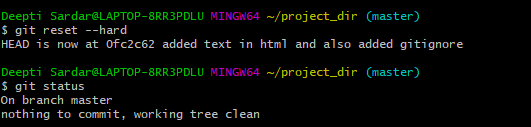 Deepti Sardar@LAPTOP-8RR3PDLU MINGW64 ~/project_dir (master)
$ git reset --hard
HEAD is now at 0fc2c62 added text in html and also added gitignore
Deepti Sardar@LAPTOP-8RR3PDLU MINGW64 ~/project_dir (master)
$ git status
On branch master
nothing to commit, working tree clean